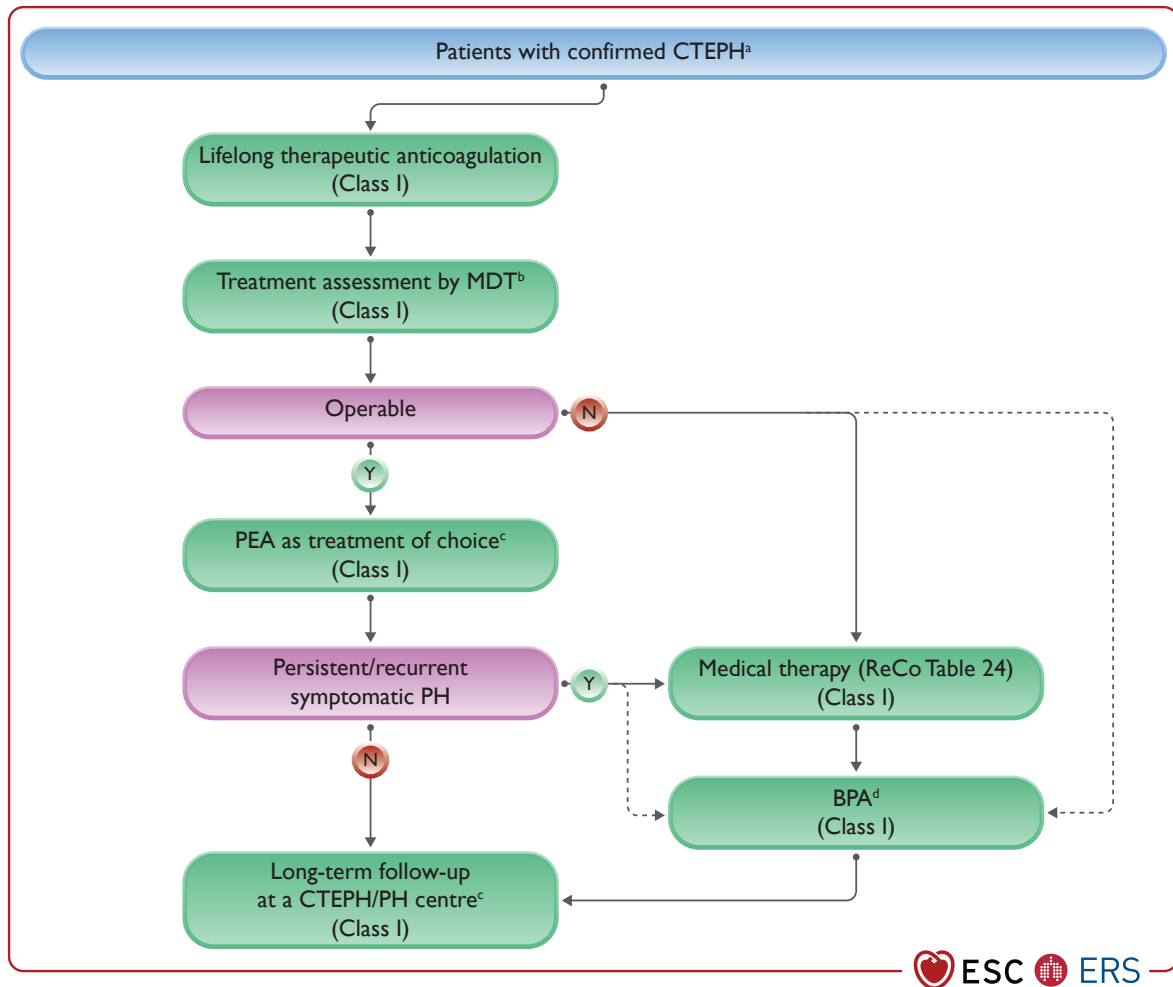 Patients with confirmed CTEPHᵃ
Lifelong therapeutic anticoagulation
(Class I)
Treatment assessment by MDTᵇ
(Class I)
Operable
N
Y
PEA as treatment of choiceᶜ
(Class I)
Persistent/recurrent
symptomatic PH
Y
Medical therapy (ReCo Table 24)
(Class I)
N
BPAᵈ
(Class I)
Long-term follow-up
at a CTEPH/PH centreᶜ
(Class I)
ESC ERS